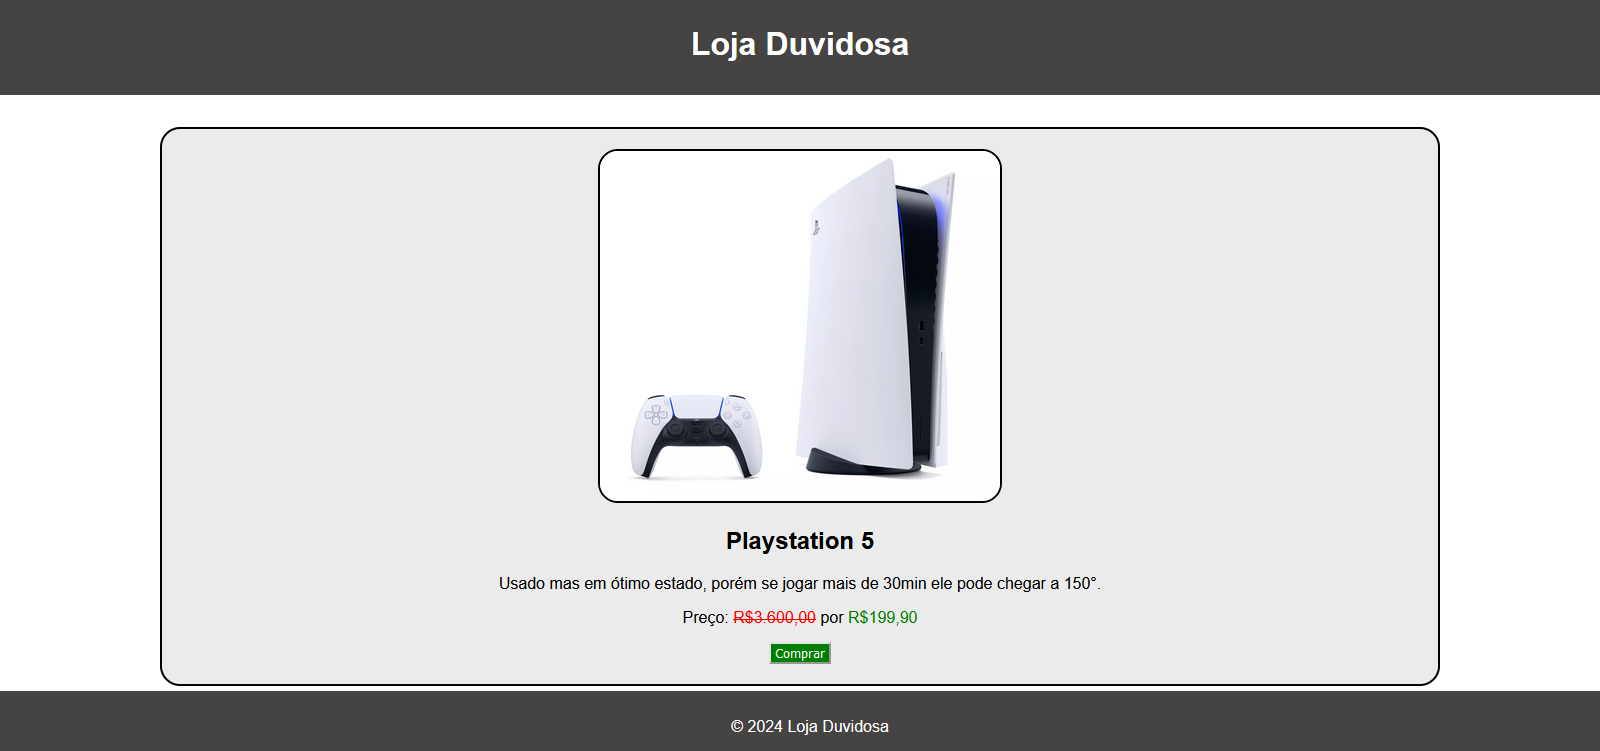 Loja Duvidosa
Playstation 5
Usado mas em ótimo estado, porém se jogar mais de 30min ele pode chegar a 150°.
Preço: R$3.600,00 por R$199,90
Comprar
© 2024 Loja Duvidosa